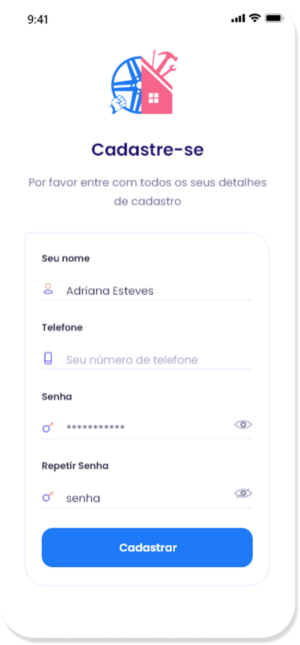 9:41
Cadastre-se
Por favor entre com todos os seus detalhes
de cadastro
Seu nome
Adriana Esteves
Telefone
Seu número de telefone
Senha
***********
Repetir Senha
senha
Cadastrar